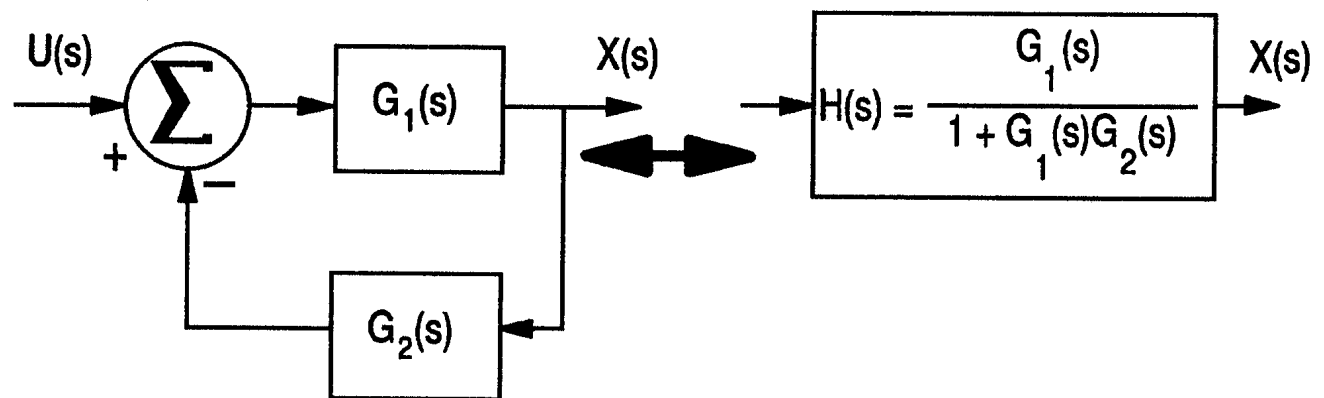 U(s)
Σ
+
−
G₁(s)
X(s)
G₂(s)
H(s) = G₁(s) / 1 + G₁(s)G₂(s)
X(s)